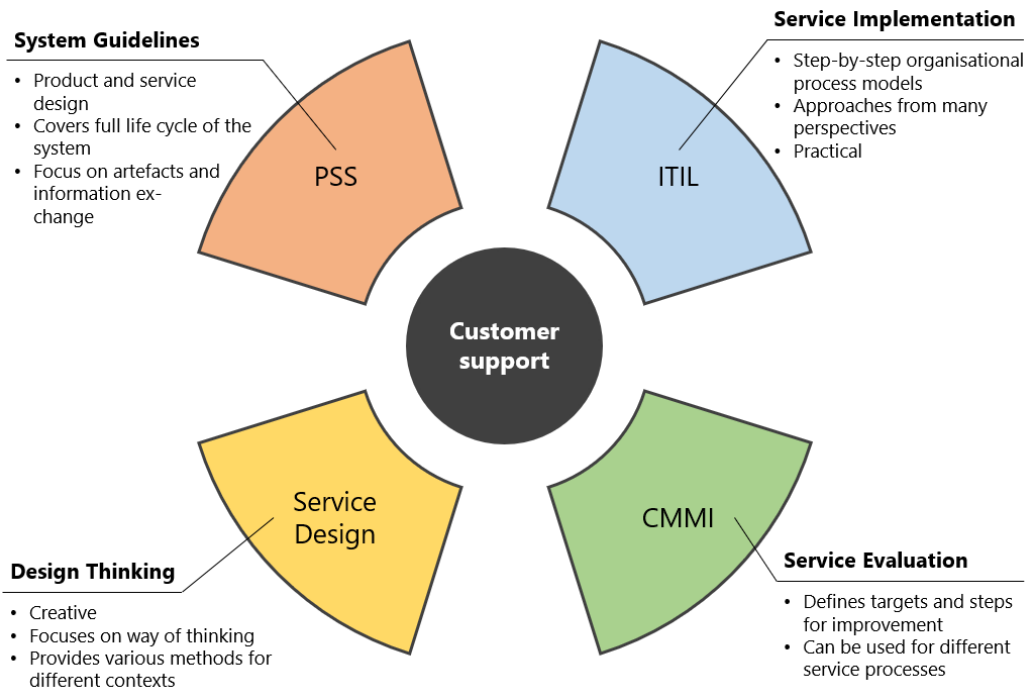 System Guidelines
• Product and service
design
• Covers full life cycle of the
system
• Focus on artefacts and
information ex-
change
PSS
Service Implementation
• Step-by-step organisational
process models
• Approaches from many
perspectives
• Practical
ITIL
Customer
support
Service
Design
Design Thinking
• Creative
• Focuses on way of thinking
• Provides various methods for
different contexts
CMMI
Service Evaluation
• Defines targets and steps
for improvement
• Can be used for different
service processes